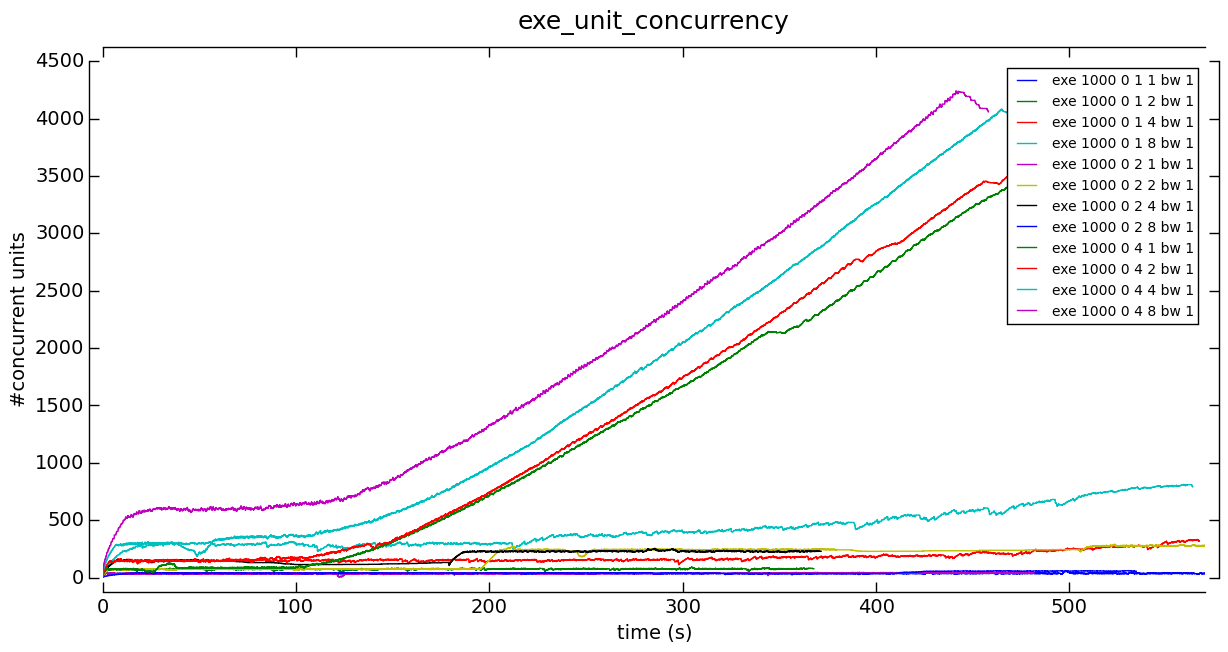 exe_unit_concurrency
4500
4000
3500
3000
2500
2000
1500
1000
500
0
#concurrent units
exe 1000 0 1 1 bw 1
exe 1000 0 1 2 bw 1
exe 1000 0 1 4 bw 1
exe 1000 0 1 8 bw 1
exe 1000 0 2 1 bw 1
exe 1000 0 2 2 bw 1
exe 1000 0 2 4 bw 1
exe 1000 0 2 8 bw 1
exe 1000 0 4 1 bw 1
exe 1000 0 4 2 bw 1
exe 1000 0 4 4 bw 1
exe 1000 0 4 8 bw 1
0 100 200 300 400 500
time (s)